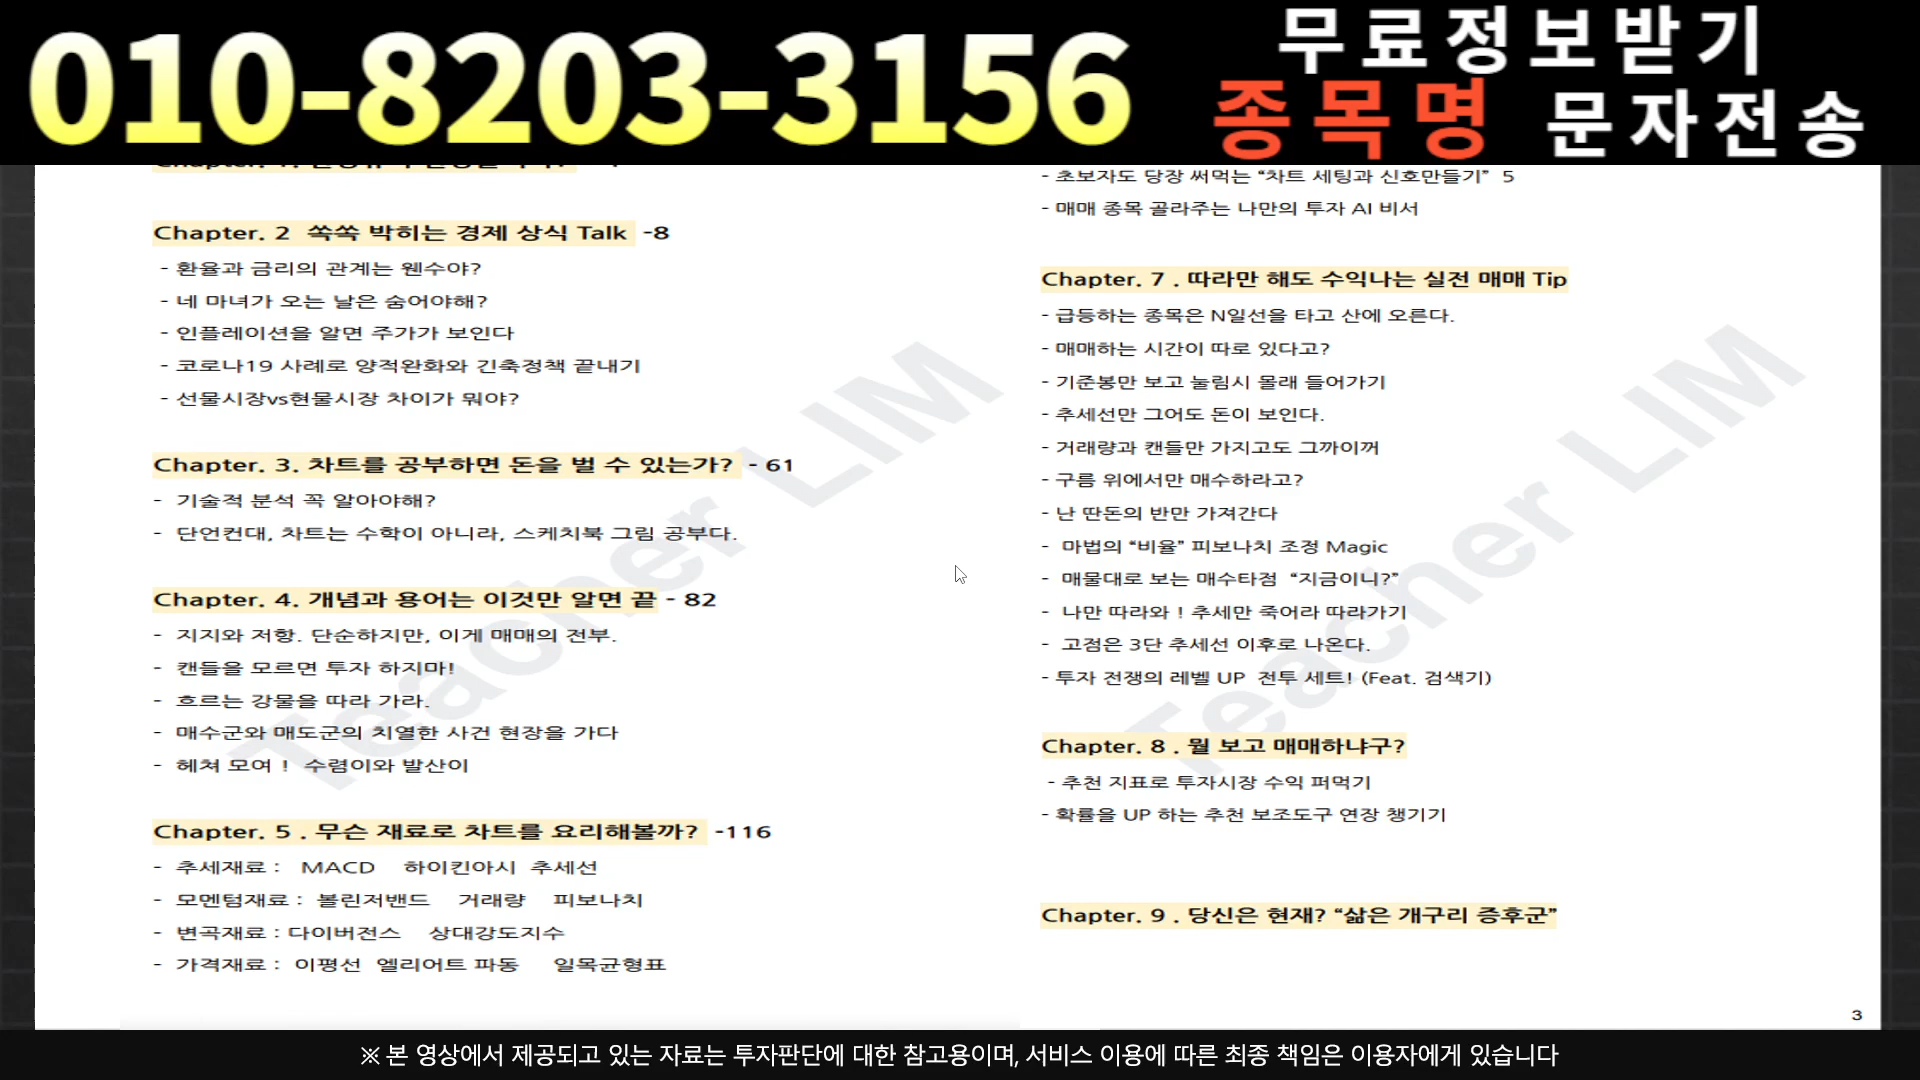 010-8203-3156
무료정보받기
종목명 문자전송
Chapter. 2 쏙쏙 박히는 경제 상식 Talk -8
- 환율과 금리의 관계는 웬수야?
- 네 마녀가 오는 날은 숨어야해?
- 인플레이션을 알면 주가가 보인다
- 코로나19 사례로 양적완화와 긴축정책 끝내기
- 선물시장vs현물시장 차이가 뭐야?
Chapter. 3. 차트를 공부하면 돈을 벌 수 있는가? - 61
- 기술적 분석 꼭 알아야해?
- 단언컨대, 차트는 수학이 아니라, 스케치북 그림 공부다.
Chapter. 4. 개념과 용어는 이것만 알면 끝 - 82
- 지지와 저항. 단순하지만, 이게 매매의 전부.
- 캔들을 모르면 투자 하지마!
- 흐르는 강물을 따라 가라.
- 매수군와 매도군의 치열한 사건 현장을 가다
- 헤쳐 모여 ! 수렴이와 발산이
Chapter. 5 . 무슨 재료로 차트를 요리해볼까? -116
- 추세재료 : MACD 하이킨아시 추세선
- 모멘텀재료 : 볼린저밴드 거래량 피보나치
- 변곡재료 : 다이버전스 상대강도지수
- 가격재료 : 이평선 엘리어트 파동 일목균형표
- 초보자도 당장 써먹는 “차트 세팅과 신호만들기” 5
- 매매 종목 골라주는 나만의 투자 AI 비서
Chapter. 7 . 따라만 해도 수익나는 실전 매매 Tip
- 급등하는 종목은 N일선을 타고 산에 오른다.
- 매매하는 시간이 따로 있다고?
- 기준봉만 보고 눌림시 몰래 들어가기
- 추세선만 그어도 돈이 보인다.
- 거래량과 캔들만 가지고도 그까이꺼
- 구름 위에서만 매수하라고?
- 난 딴돈의 반만 가져간다
- 마법의 “비율” 피보나치 조정 Magic
- 매물대로 보는 매수타점 “지금이니?”
- 나만 따라와 ! 추세만 죽어라 따라가기
- 고점은 3단 추세선 이후로 나온다.
- 투자 전쟁의 레벨 UP 전투 세트! (Feat. 검색기)
Chapter. 8 . 뭘 보고 매매하냐구?
- 추천 지표로 투자시장 수익 퍼먹기
- 확률을 UP 하는 추천 보조도구 연장 챙기기
Chapter. 9 . 당신은 현재? “삶은 개구리 증후군”
Teacher LIM
Teacher LIM
3
※ 본 영상에서 제공되고 있는 자료는 투자판단에 대한 참고용이며, 서비스 이용에 따른 최종 책임은 이용자에게 있습니다